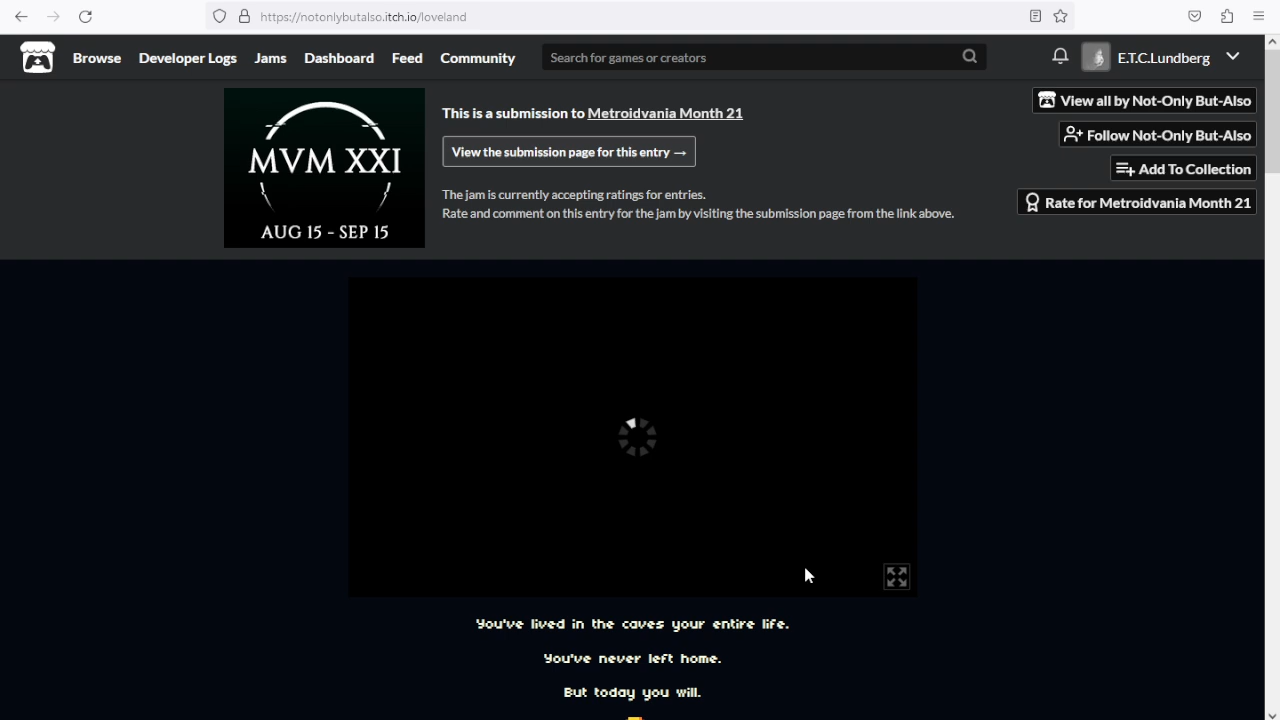 https://notonlybutalso.itch.io/loveland
Browse Developer Logs Jams Dashboard Feed Community Search for games or creators E.T.C.Lundberg
MVM XXI
AUG 15 - SEP 15
This is a submission to Metroidvania Month 21
View the submission page for this entry →
The jam is currently accepting ratings for entries.
Rate and comment on this entry for the jam by visiting the submission page from the link above.
View all by Not-Only But-Also
Follow Not-Only But-Also
Add To Collection
Rate for Metroidvania Month 21
You've lived in the caves your entire life.
You've never left home.
But today you will.